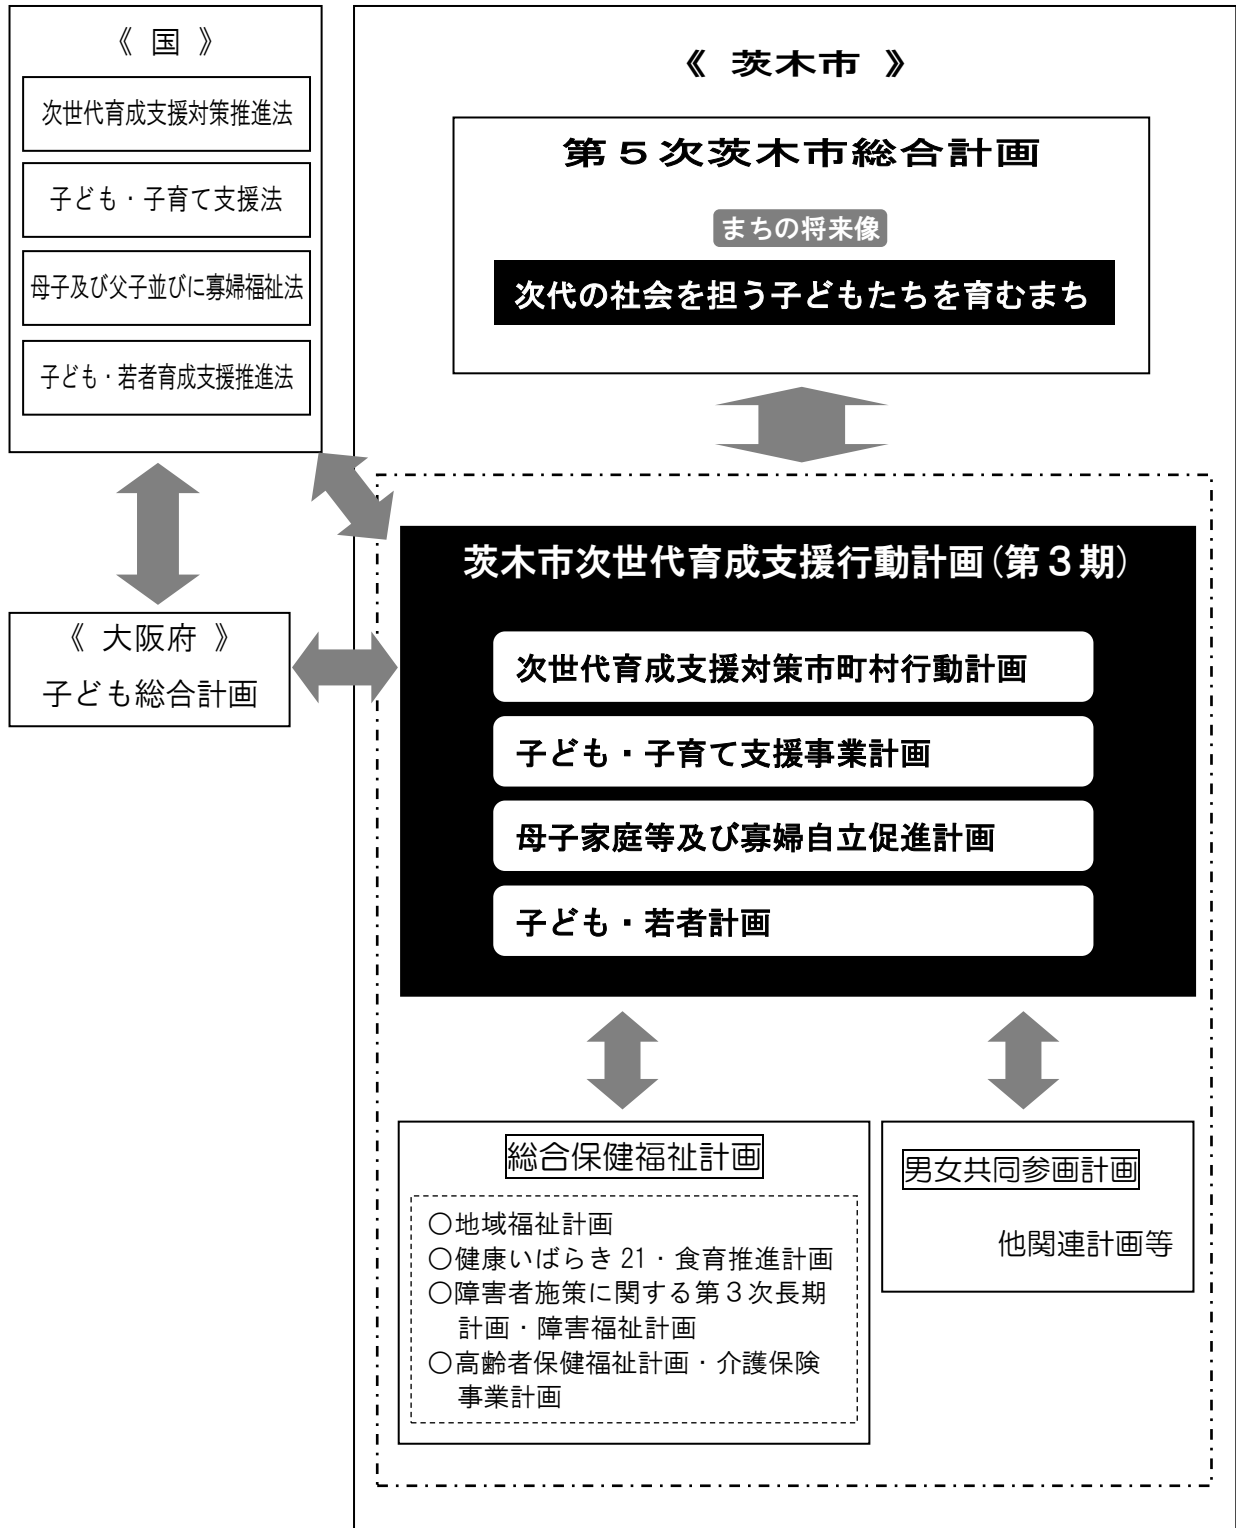 《 国 》
次世代育成支援対策推進法
子ども・子育て支援法
母子及び父子並びに寡婦福祉法
子ども・若者育成支援推進法
《 大阪府 》
子ども総合計画
《 茨木市 》
第５次茨木市総合計画
まちの将来像
次代の社会を担う子どもたちを育むまち
茨木市次世代育成支援行動計画(第３期)
次世代育成支援対策市町村行動計画
子ども・子育て支援事業計画
母子家庭等及び寡婦自立促進計画
子ども・若者計画
総合保健福祉計画
〇地域福祉計画
〇健康いばらき 21・食育推進計画
〇障害者施策に関する第３次長期
計画・障害福祉計画
〇高齢者保健福祉計画・介護保険
事業計画
男女共同参画計画
他関連計画等